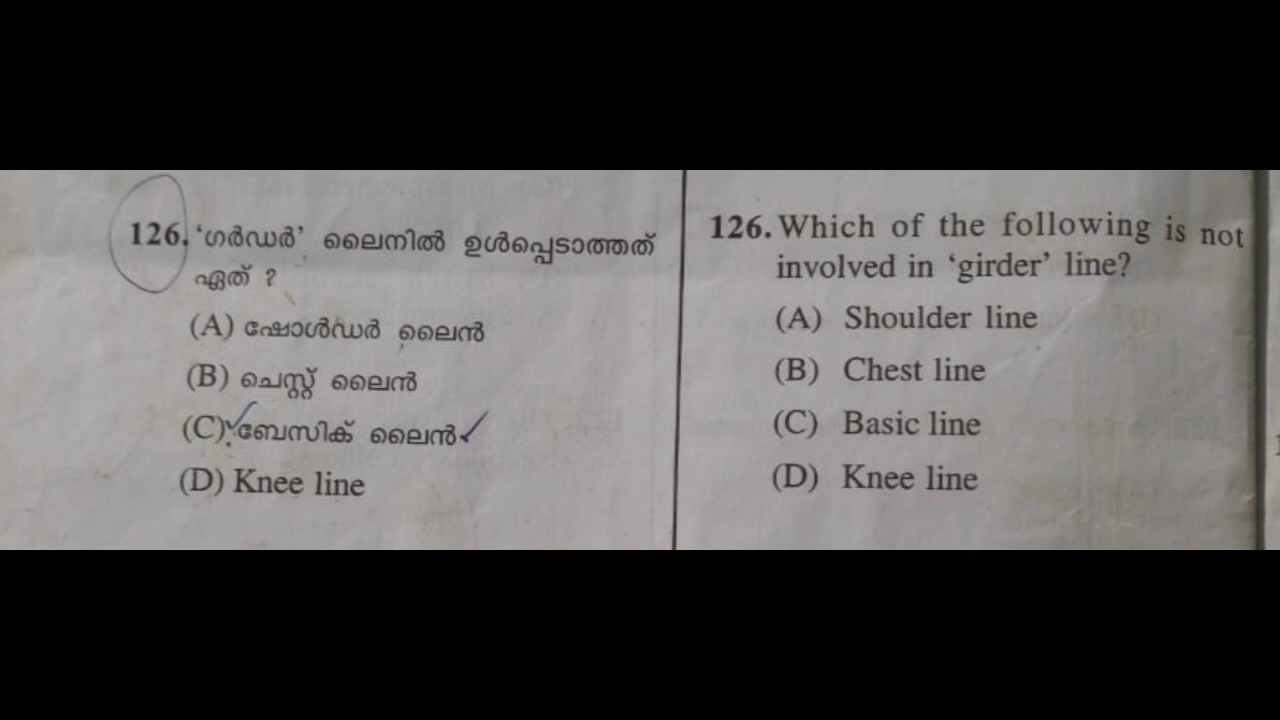 126. ‘ഗർഡർ’ ലൈനിൽ ഉൾപ്പെടാത്തത്
ഏത് ?
(A) ഷോൾഡർ ലൈൻ
(B) ചെസ്റ്റ് ലൈൻ
(C) ബേസിക് ലൈൻ
(D) Knee line
126. Which of the following is not
involved in ‘girder’ line?
(A) Shoulder line
(B) Chest line
(C) Basic line
(D) Knee line